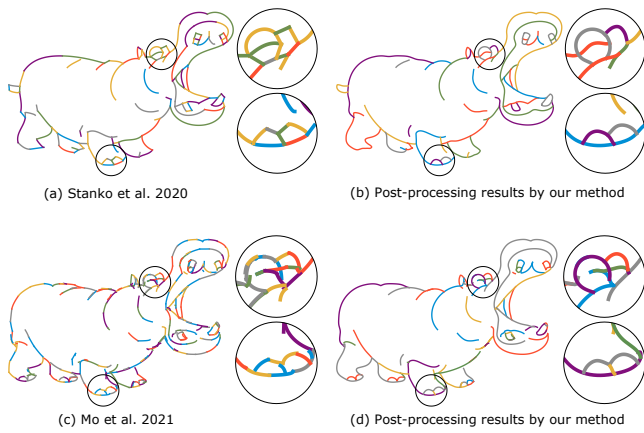 (a) Stanko et al. 2020
(b) Post-processing results by our method
(c) Mo et al. 2021
(d) Post-processing results by our method